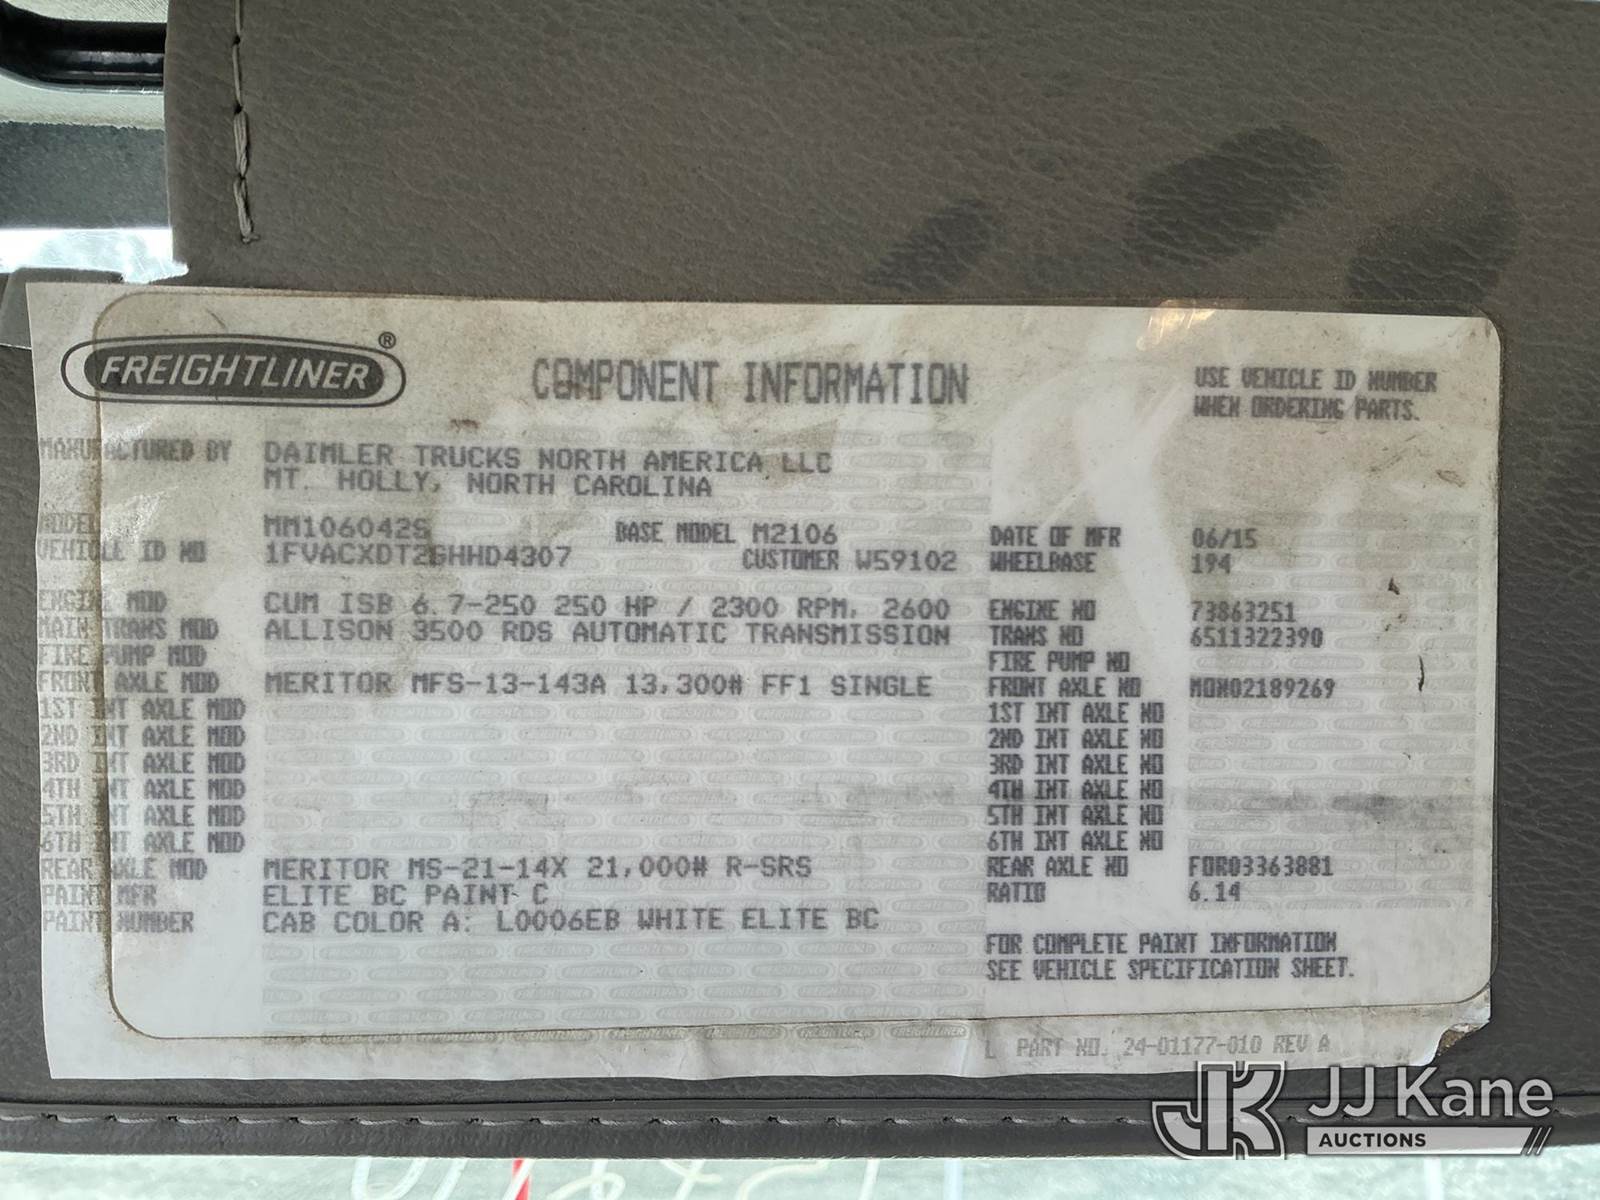 FREIGHTLINER®
COMPONENT INFORMATION
USE VEHICLE ID NUMBER
WHEN ORDERING PARTS.
MANUFACTURED BY DAIMLER TRUCKS NORTH AMERICA LLC
MT. HOLLY, NORTH CAROLINA
MODEL MM106042S BASE MODEL M2106 DATE OF MFR 06/15
VEHICLE ID NO 1FVACXDT2GHHD4307 CUSTOMER W59102 WHEELBASE 194
ENGINE MOD CUM ISB 6.7-250 250 HP / 2300 RPM, 2600 ENGINE NO 73863251
MAIN TRANS MOD ALLISON 3500 RDS AUTOMATIC TRANSMISSION TRANS NO 6511322390
FIRE PUMP MOD FIRE PUMP NO
FRONT AXLE MOD MERITOR MFS-13-143A 13,300# FF1 SINGLE FRONT AXLE NO MON02189269
1ST INT AXLE MOD 1ST INT AXLE NO
2ND INT AXLE MOD 2ND INT AXLE NO
3RD INT AXLE MOD 3RD INT AXLE NO
4TH INT AXLE MOD 4TH INT AXLE NO
5TH INT AXLE MOD 5TH INT AXLE NO
6TH INT AXLE MOD 6TH INT AXLE NO
REAR AXLE MOD MERITOR MS-21-14X 21,000# R-SRS REAR AXLE NO FOR03363881
PAINT MFR ELITE BC PAINT C RATIO 6.14
PAINT NUMBER CAB COLOR A: L0006EB WHITE ELITE BC
FOR COMPLETE PAINT INFORMATION
SEE VEHICLE SPECIFICATION SHEET.
PART NO. 24-01177-010 REV A
JK JJ Kane
AUCTIONS